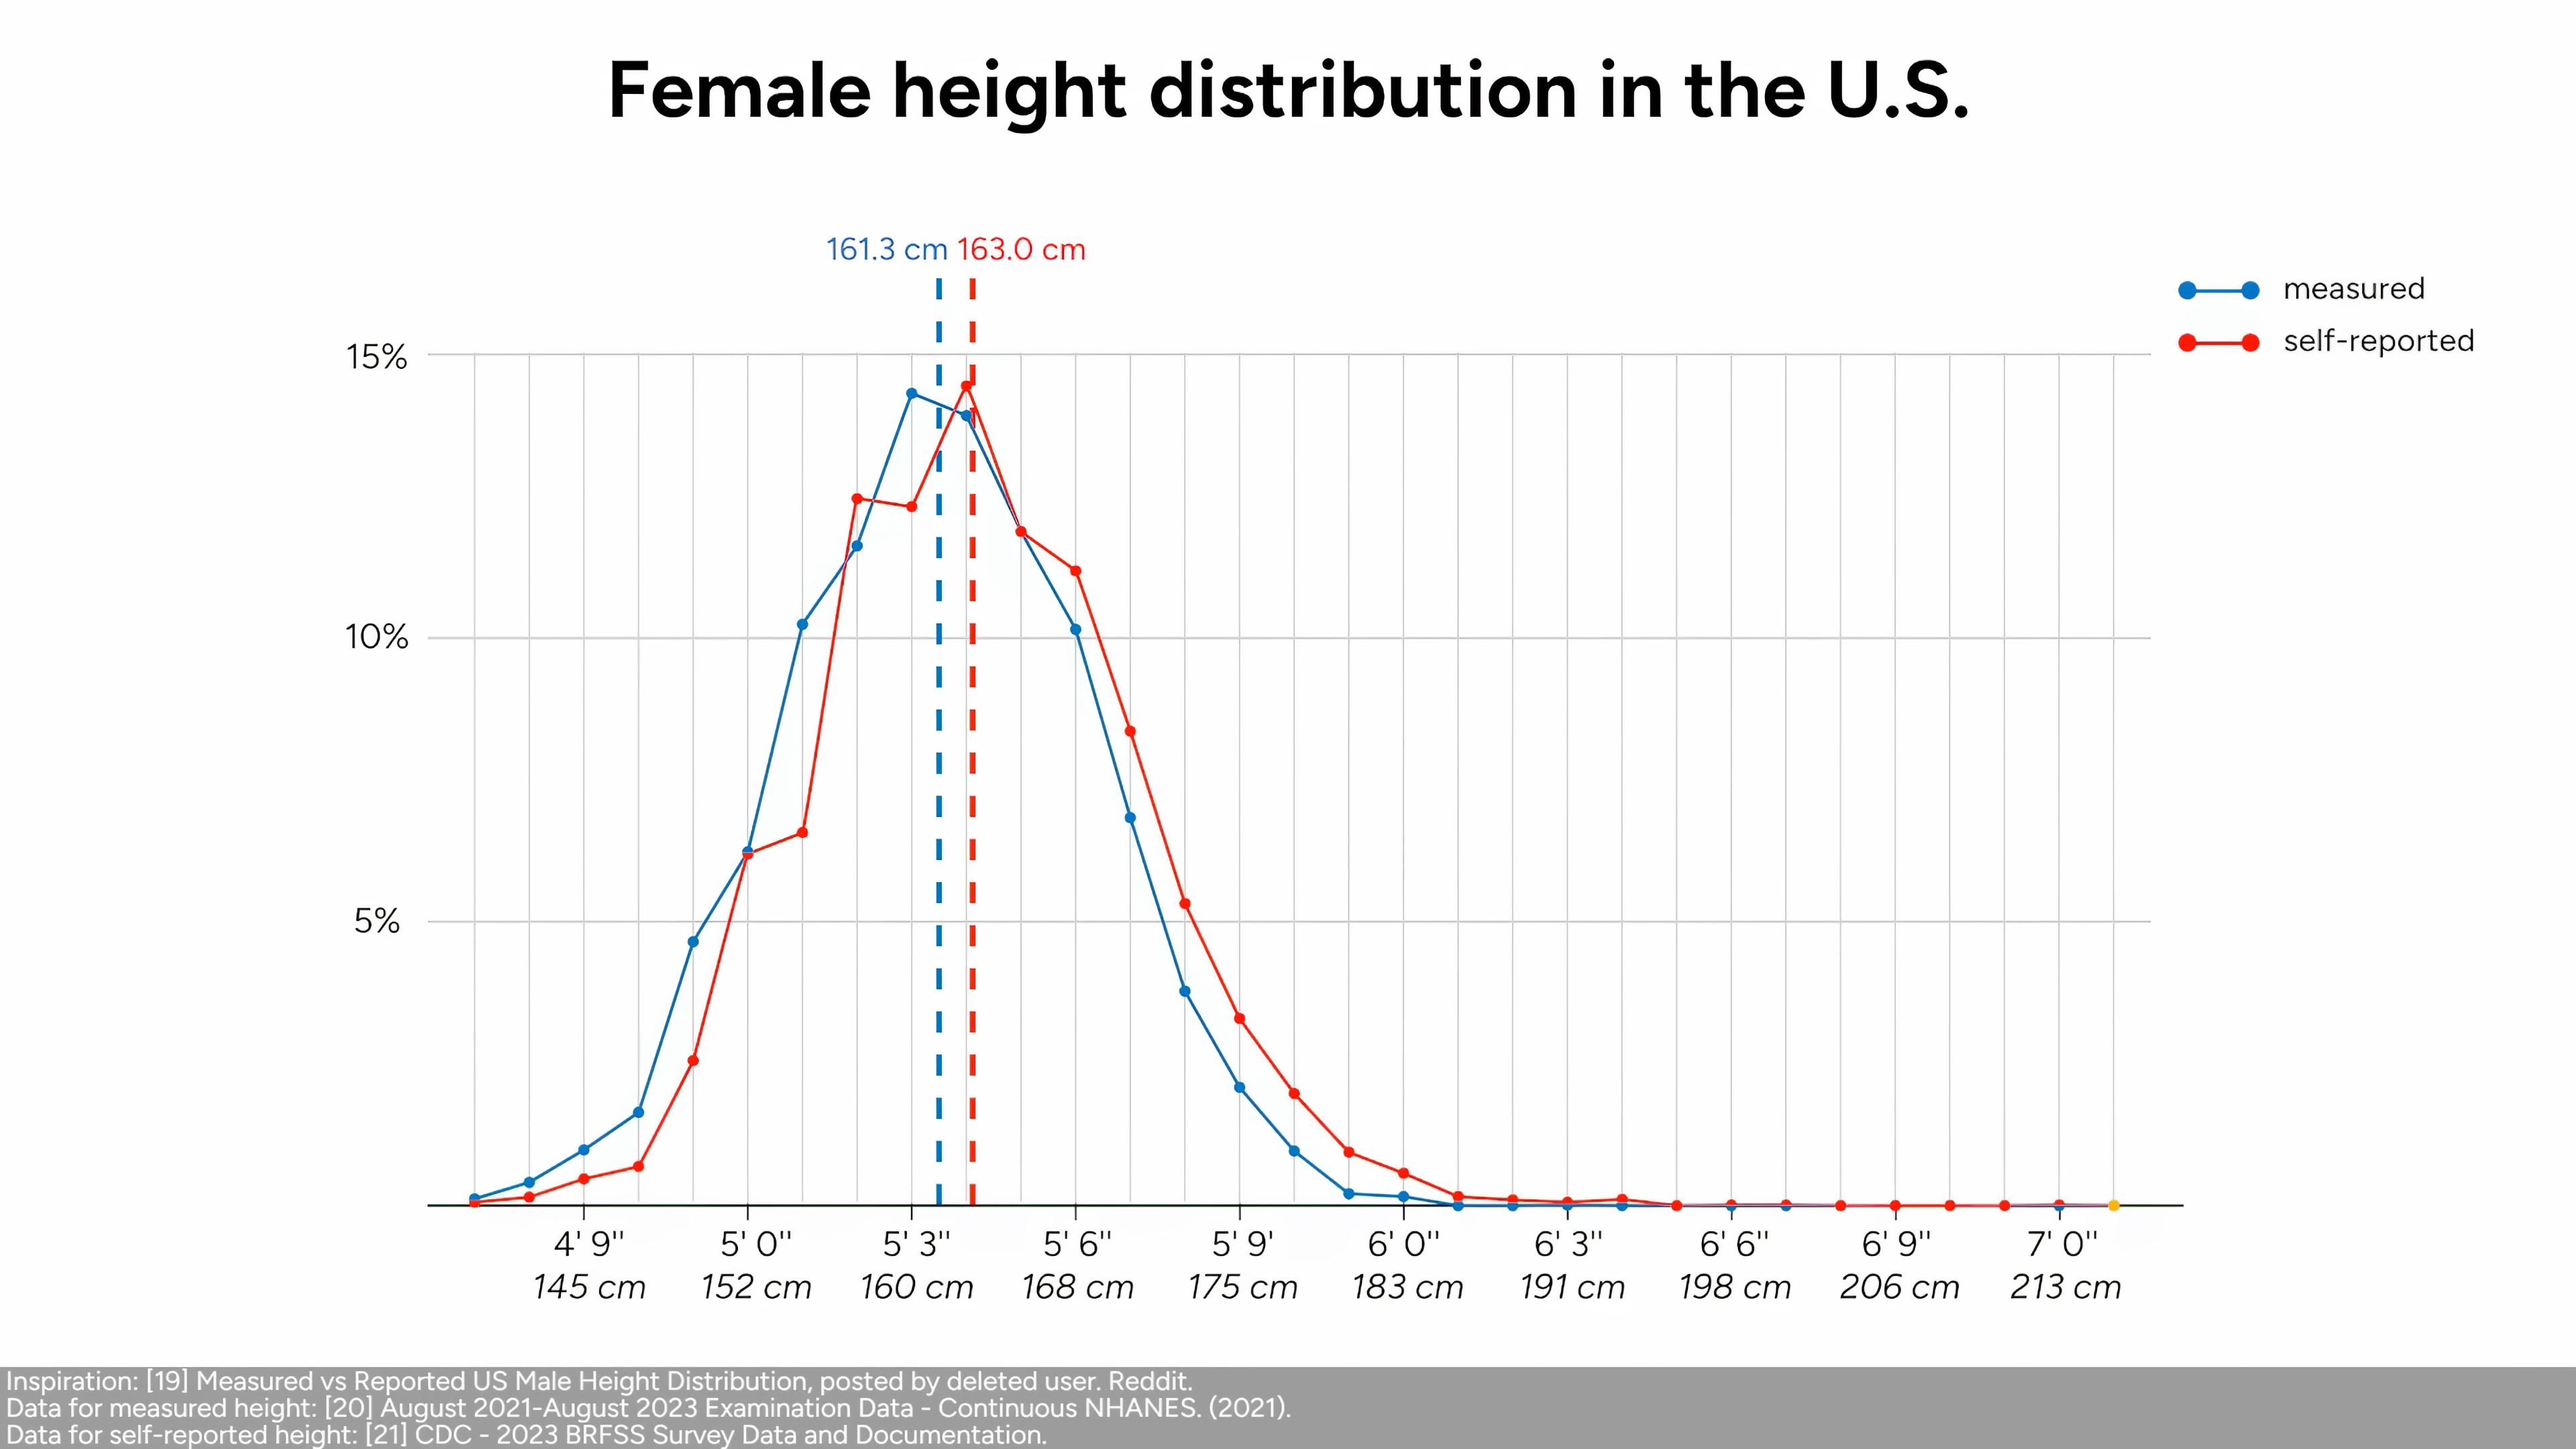 Female height distribution in the U.S.
161.3 cm 163.0 cm
measured
self-reported
15%
10%
5%
4' 9" 5' 0" 5' 3" 5' 6" 5' 9' 6' 0" 6' 3" 6' 6" 6' 9" 7' 0"
145 cm 152 cm 160 cm 168 cm 175 cm 183 cm 191 cm 198 cm 206 cm 213 cm
Inspiration: [19] Measured vs Reported US Male Height Distribution, posted by deleted user. Reddit.
Data for measured height: [20] August 2021-August 2023 Examination Data - Continuous NHANES. (2021).
Data for self-reported height: [21] CDC - 2023 BRFSS Survey Data and Documentation.